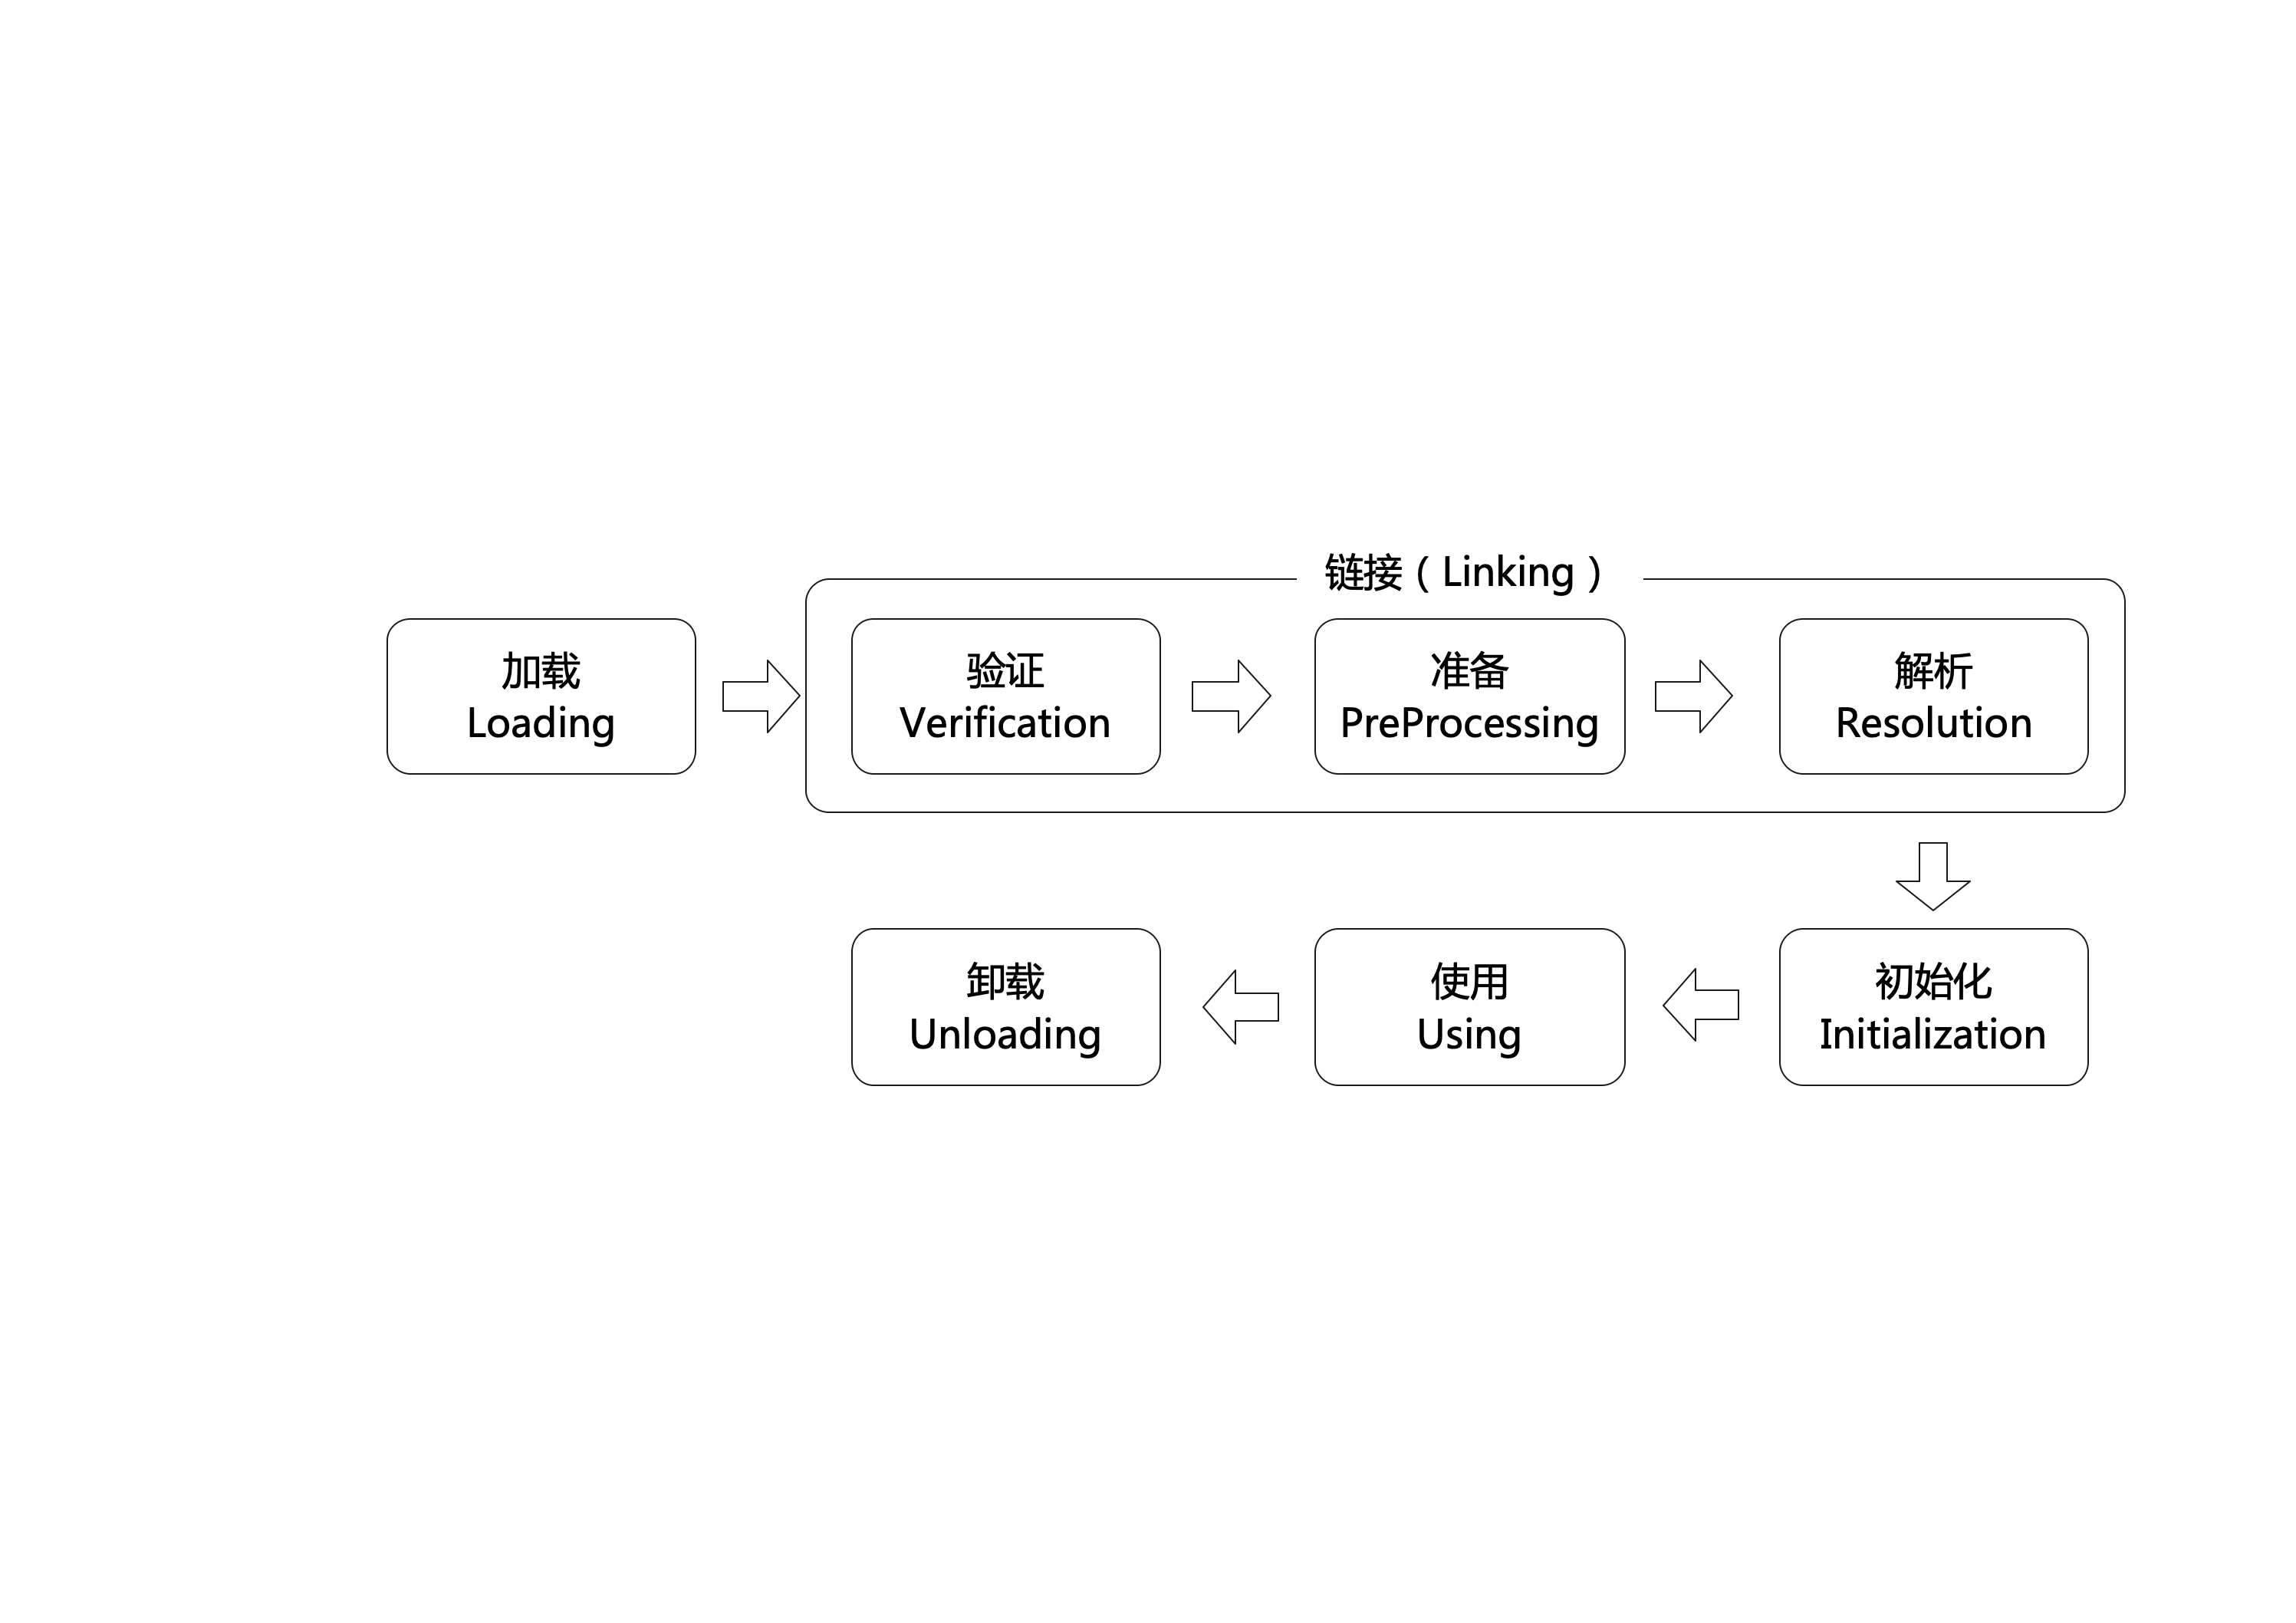 链接（Linking）
加载
Loading
验证
Verification
准备
PreProcessing
解析
Resolution
卸载
Unloading
使用
Using
初始化
Initialization